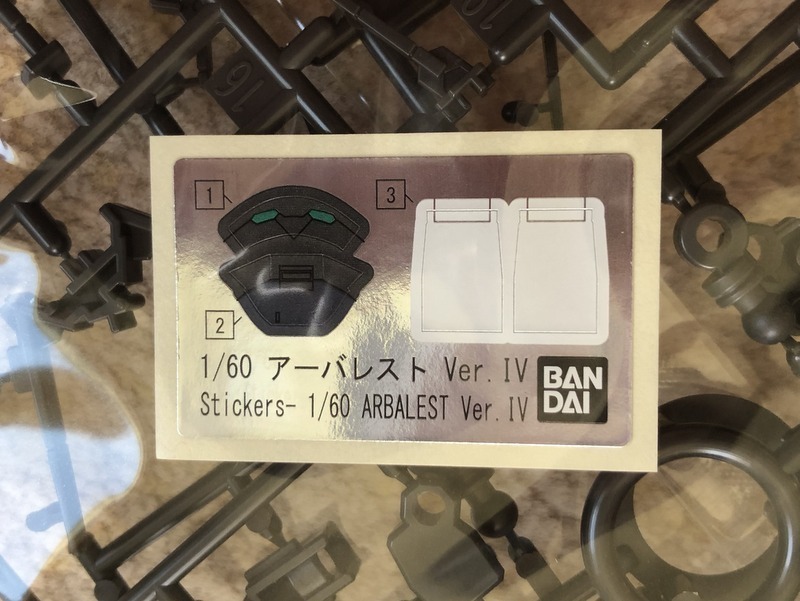 16
1
3
2
1/60 アーバレスト Ver.IV
Stickers- 1/60 ARBALEST Ver.IV
BAN
DAI